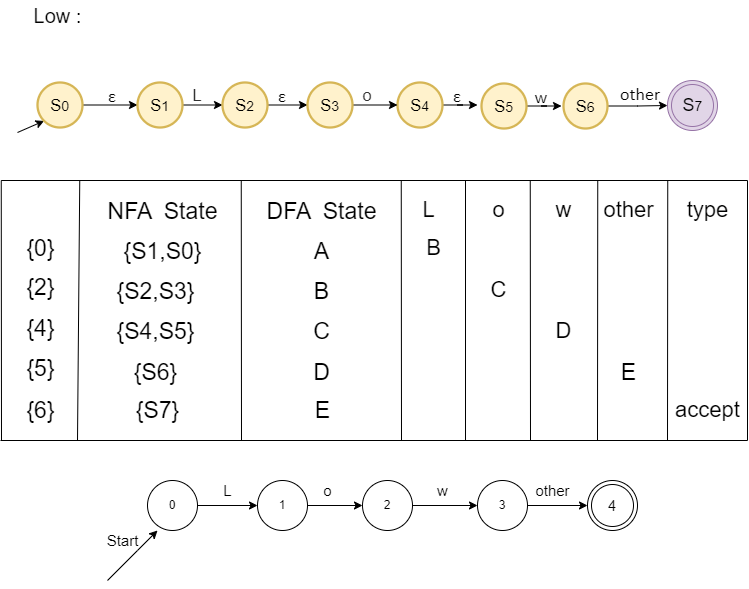 Low :
ε L ε o ε w other
S0 S1 S2 S3 S4 S5 S6 S7
NFA State DFA State L o w other type
{0} {S1,S0} A B
{2} {S2,S3} B C
{4} {S4,S5} C D
{5} {S6} D E
{6} {S7} E accept
L o w other
0 1 2 3 4
Start